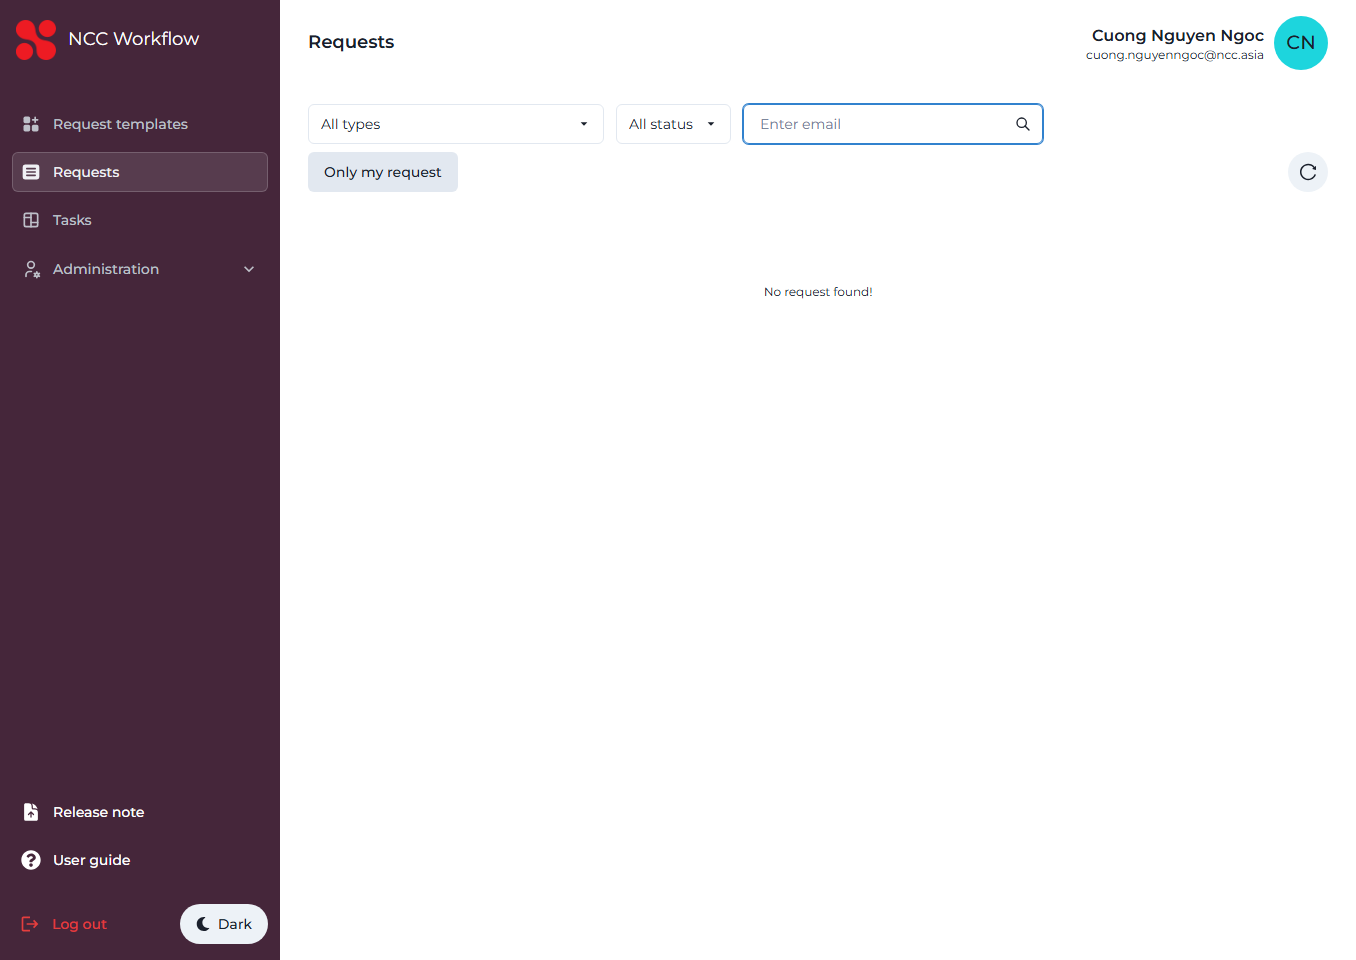 NCC Workflow
Request templates
Requests
Tasks
Administration
Release note
User guide
Log out
Dark
Requests
Cuong Nguyen Ngoc
cuong.nguyenngoc@ncc.asia
CN
All types
All status
Enter email
Only my request
No request found!